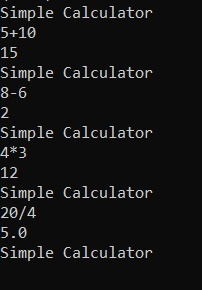 Simple Calculator
5+10
15
Simple Calculator
8-6
2
Simple Calculator
4*3
12
Simple Calculator
20/4
5.0
Simple Calculator